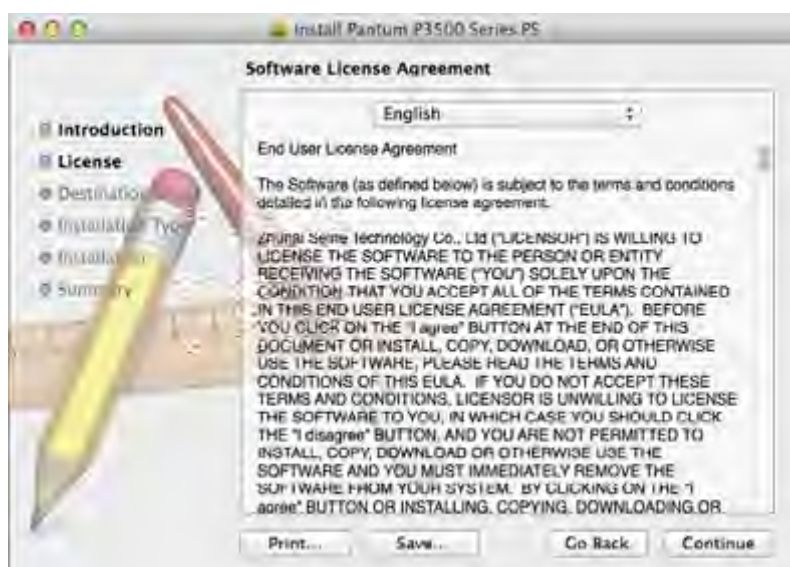 Install Pantum P3500 Series PS
Software License Agreement
Introduction
License
Destination
Installation Type
Installation
Summary
English
End User License Agreement
The Software (as defined below) is subject to the terms and conditions
detailed in the following license agreement.
Zhuhai Seine Technology Co., Ltd ("LICENSOR") IS WILLING TO
LICENSE THE SOFTWARE TO THE PERSON OR ENTITY
RECEIVING THE SOFTWARE ("YOU") SOLELY UPON THE
CONDITION THAT YOU ACCEPT ALL OF THE TERMS CONTAINED
IN THIS END USER LICENSE AGREEMENT ("EULA"). BEFORE
YOU CLICK ON THE "I agree" BUTTON AT THE END OF THIS
DOCUMENT OR INSTALL, COPY, DOWNLOAD, OR OTHERWISE
USE THE SOFTWARE, PLEASE READ THE TERMS AND
CONDITIONS OF THIS EULA. IF YOU DO NOT ACCEPT THESE
TERMS AND CONDITIONS, LICENSOR IS UNWILLING TO LICENSE
THE SOFTWARE TO YOU, IN WHICH CASE YOU SHOULD CLICK
THE "I disagree" BUTTON, AND YOU ARE NOT PERMITTED TO
INSTALL, COPY, DOWNLOAD OR OTHERWISE USE THE
SOFTWARE AND YOU MUST IMMEDIATELY REMOVE THE
SOFTWARE FROM YOUR SYSTEM. BY CLICKING ON THE "I
agree" BUTTON OR INSTALLING, COPYING, DOWNLOADING OR
Print...
Save...
Go Back
Continue